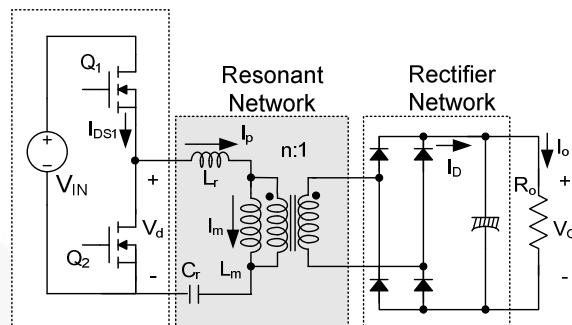 Resonant
Network
Rectifier
Network
Q1
IDS1
VIN
+
-
Vd
Q2
+
-
Ip
Lr
n:1
Im
Lm
Cr
ID
Io
Ro
+
VO
-